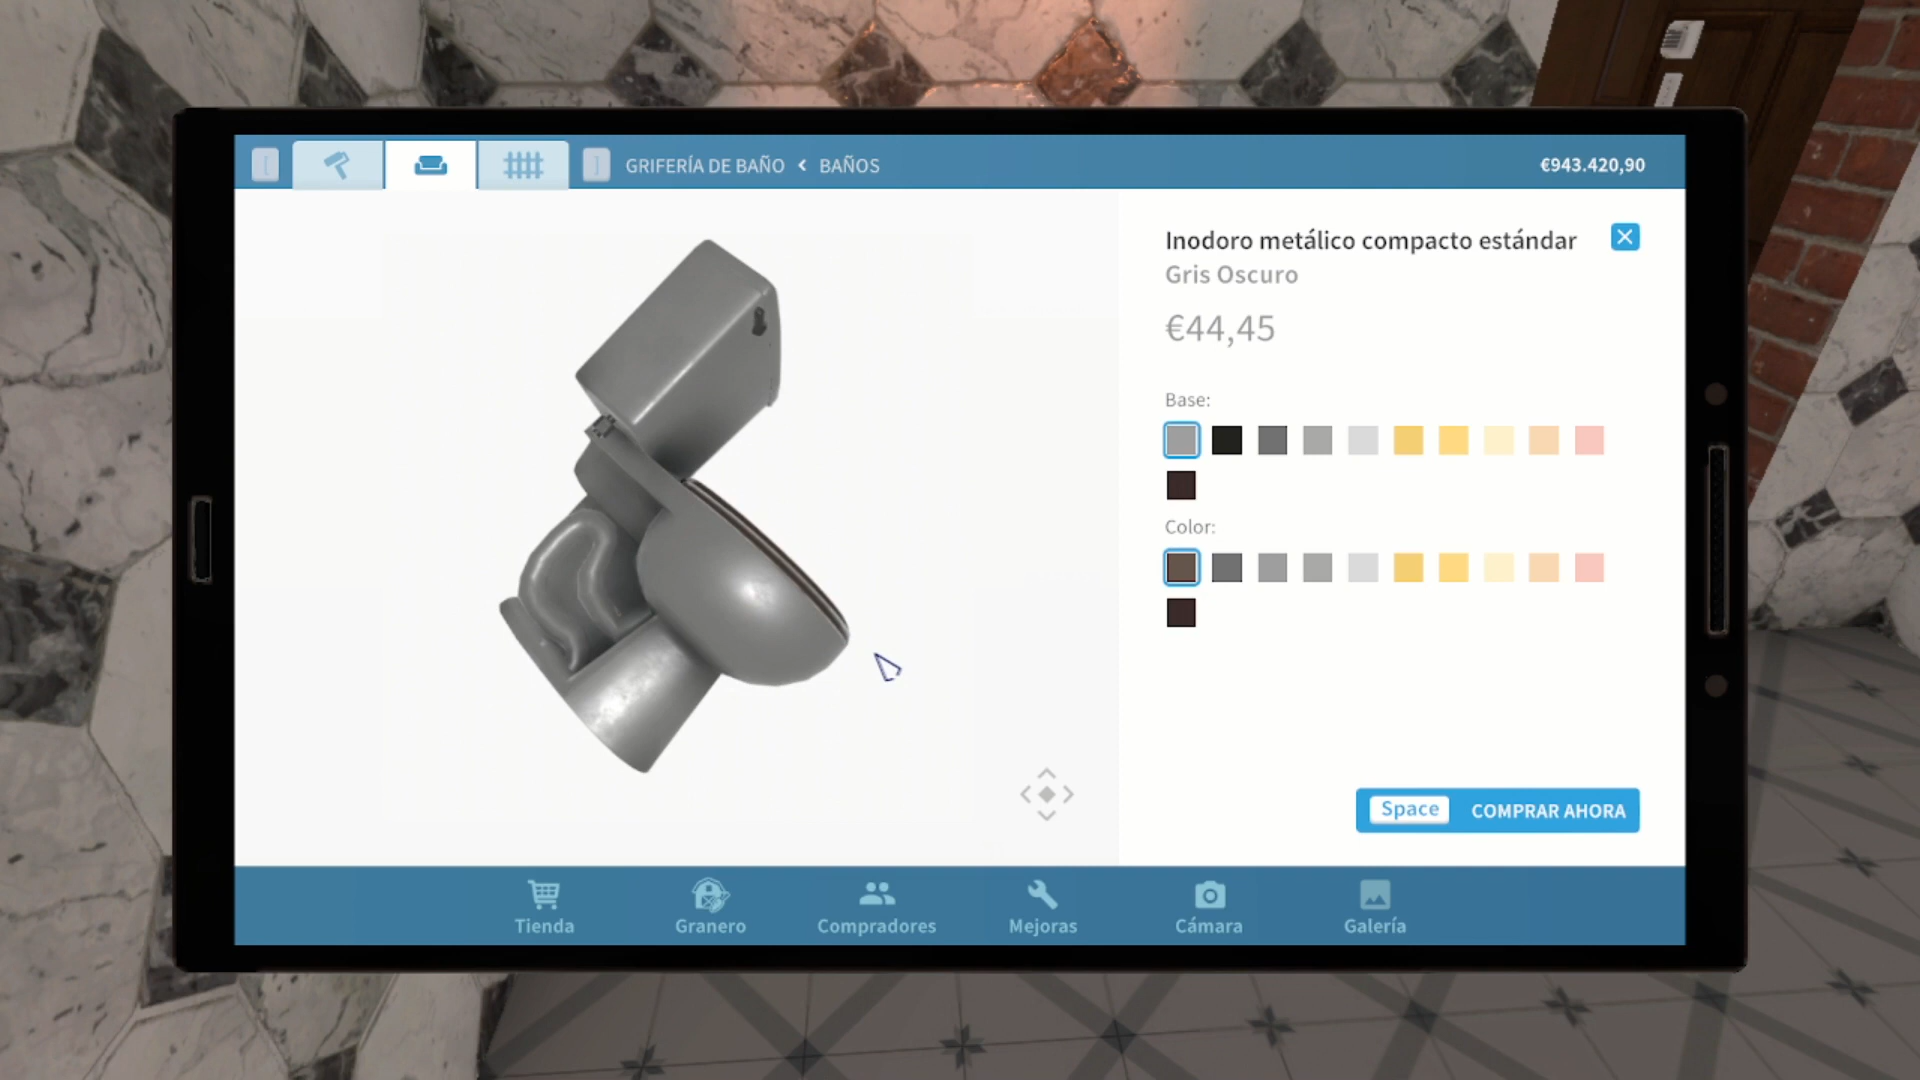 [
]
GRIFERÍA DE BAÑO < BAÑOS
€943.420,90
Inodoro metálico compacto estándar
Gris Oscuro
€44,45
Base:
Color:
Space COMPRAR AHORA
Tienda
Granero
Compradores
Mejoras
Cámara
Galería